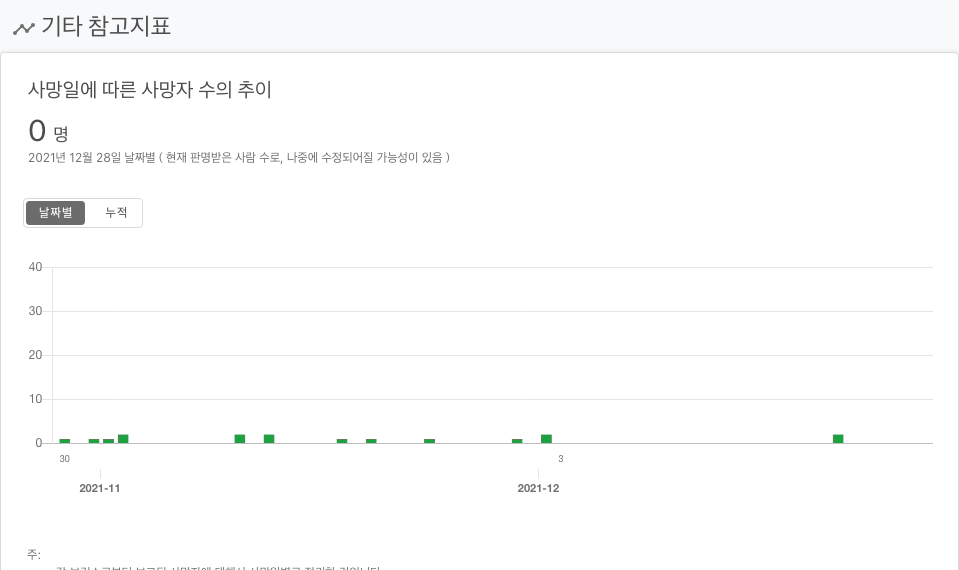 기타 참고지표
사망일에 따른 사망자 수의 추이
0 명
2021년 12월 28일 날짜별 ( 현재 판명받은 사람 수로, 나중에 수정되어질 가능성이 있음 )
날짜별 누적
40
30
20
10
0
30 3
2021-11 2021-12
주: